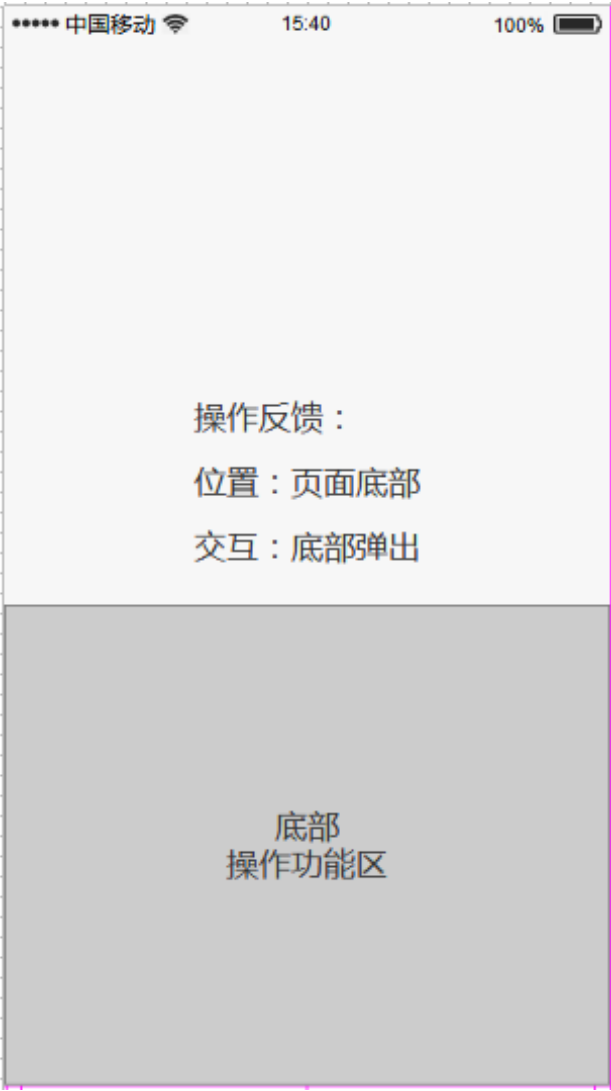 中国移动 15:40 100%
操作反馈：
位置：页面底部
交互：底部弹出
底部
操作功能区